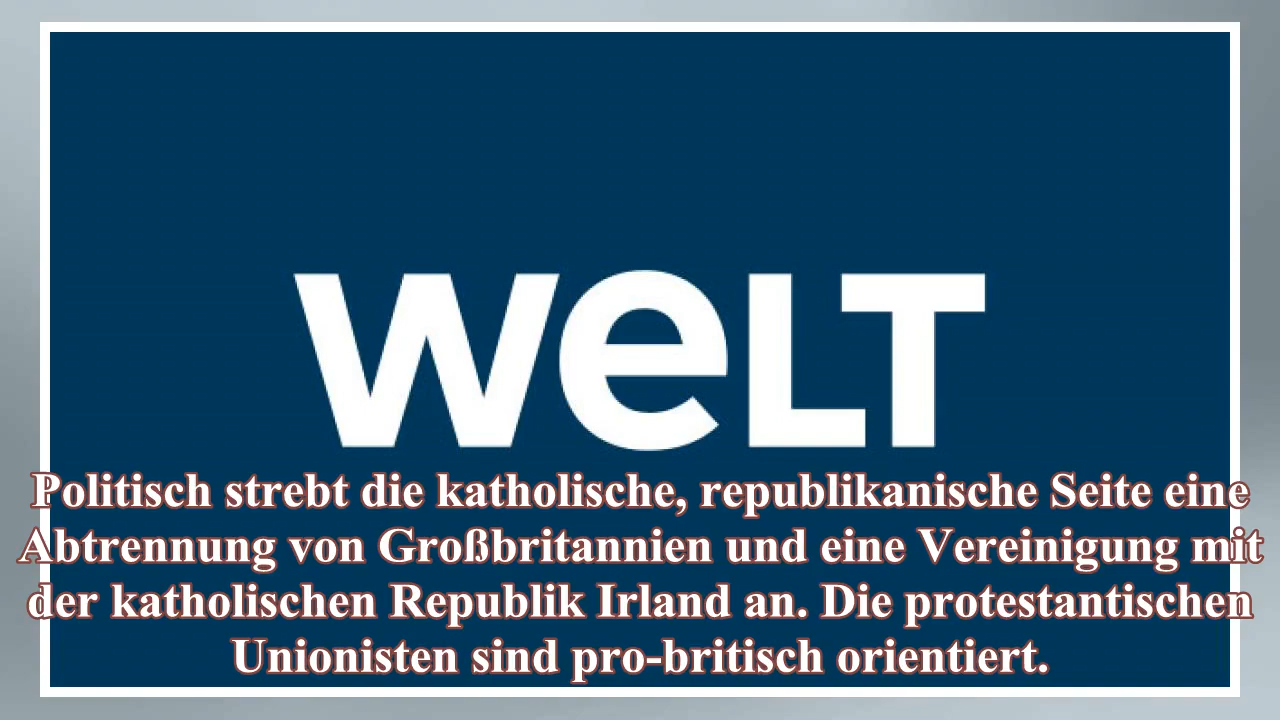 WeLT
Politisch strebt die katholische, republikanische Seite eine
Abtrennung von Großbritannien und eine Vereinigung mit
der katholischen Republik Irland an. Die protestantischen
Unionisten sind pro-britisch orientiert.